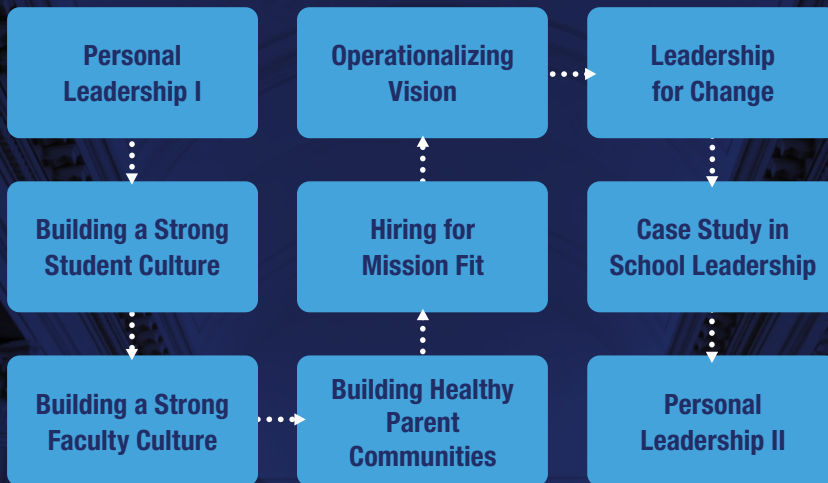 Personal
Leadership I
Building a Strong
Student Culture
Building a Strong
Faculty Culture
Building Healthy
Parent
Communities
Hiring for
Mission Fit
Operationalizing
Vision
Leadership
for Change
Case Study in
School Leadership
Personal
Leadership II